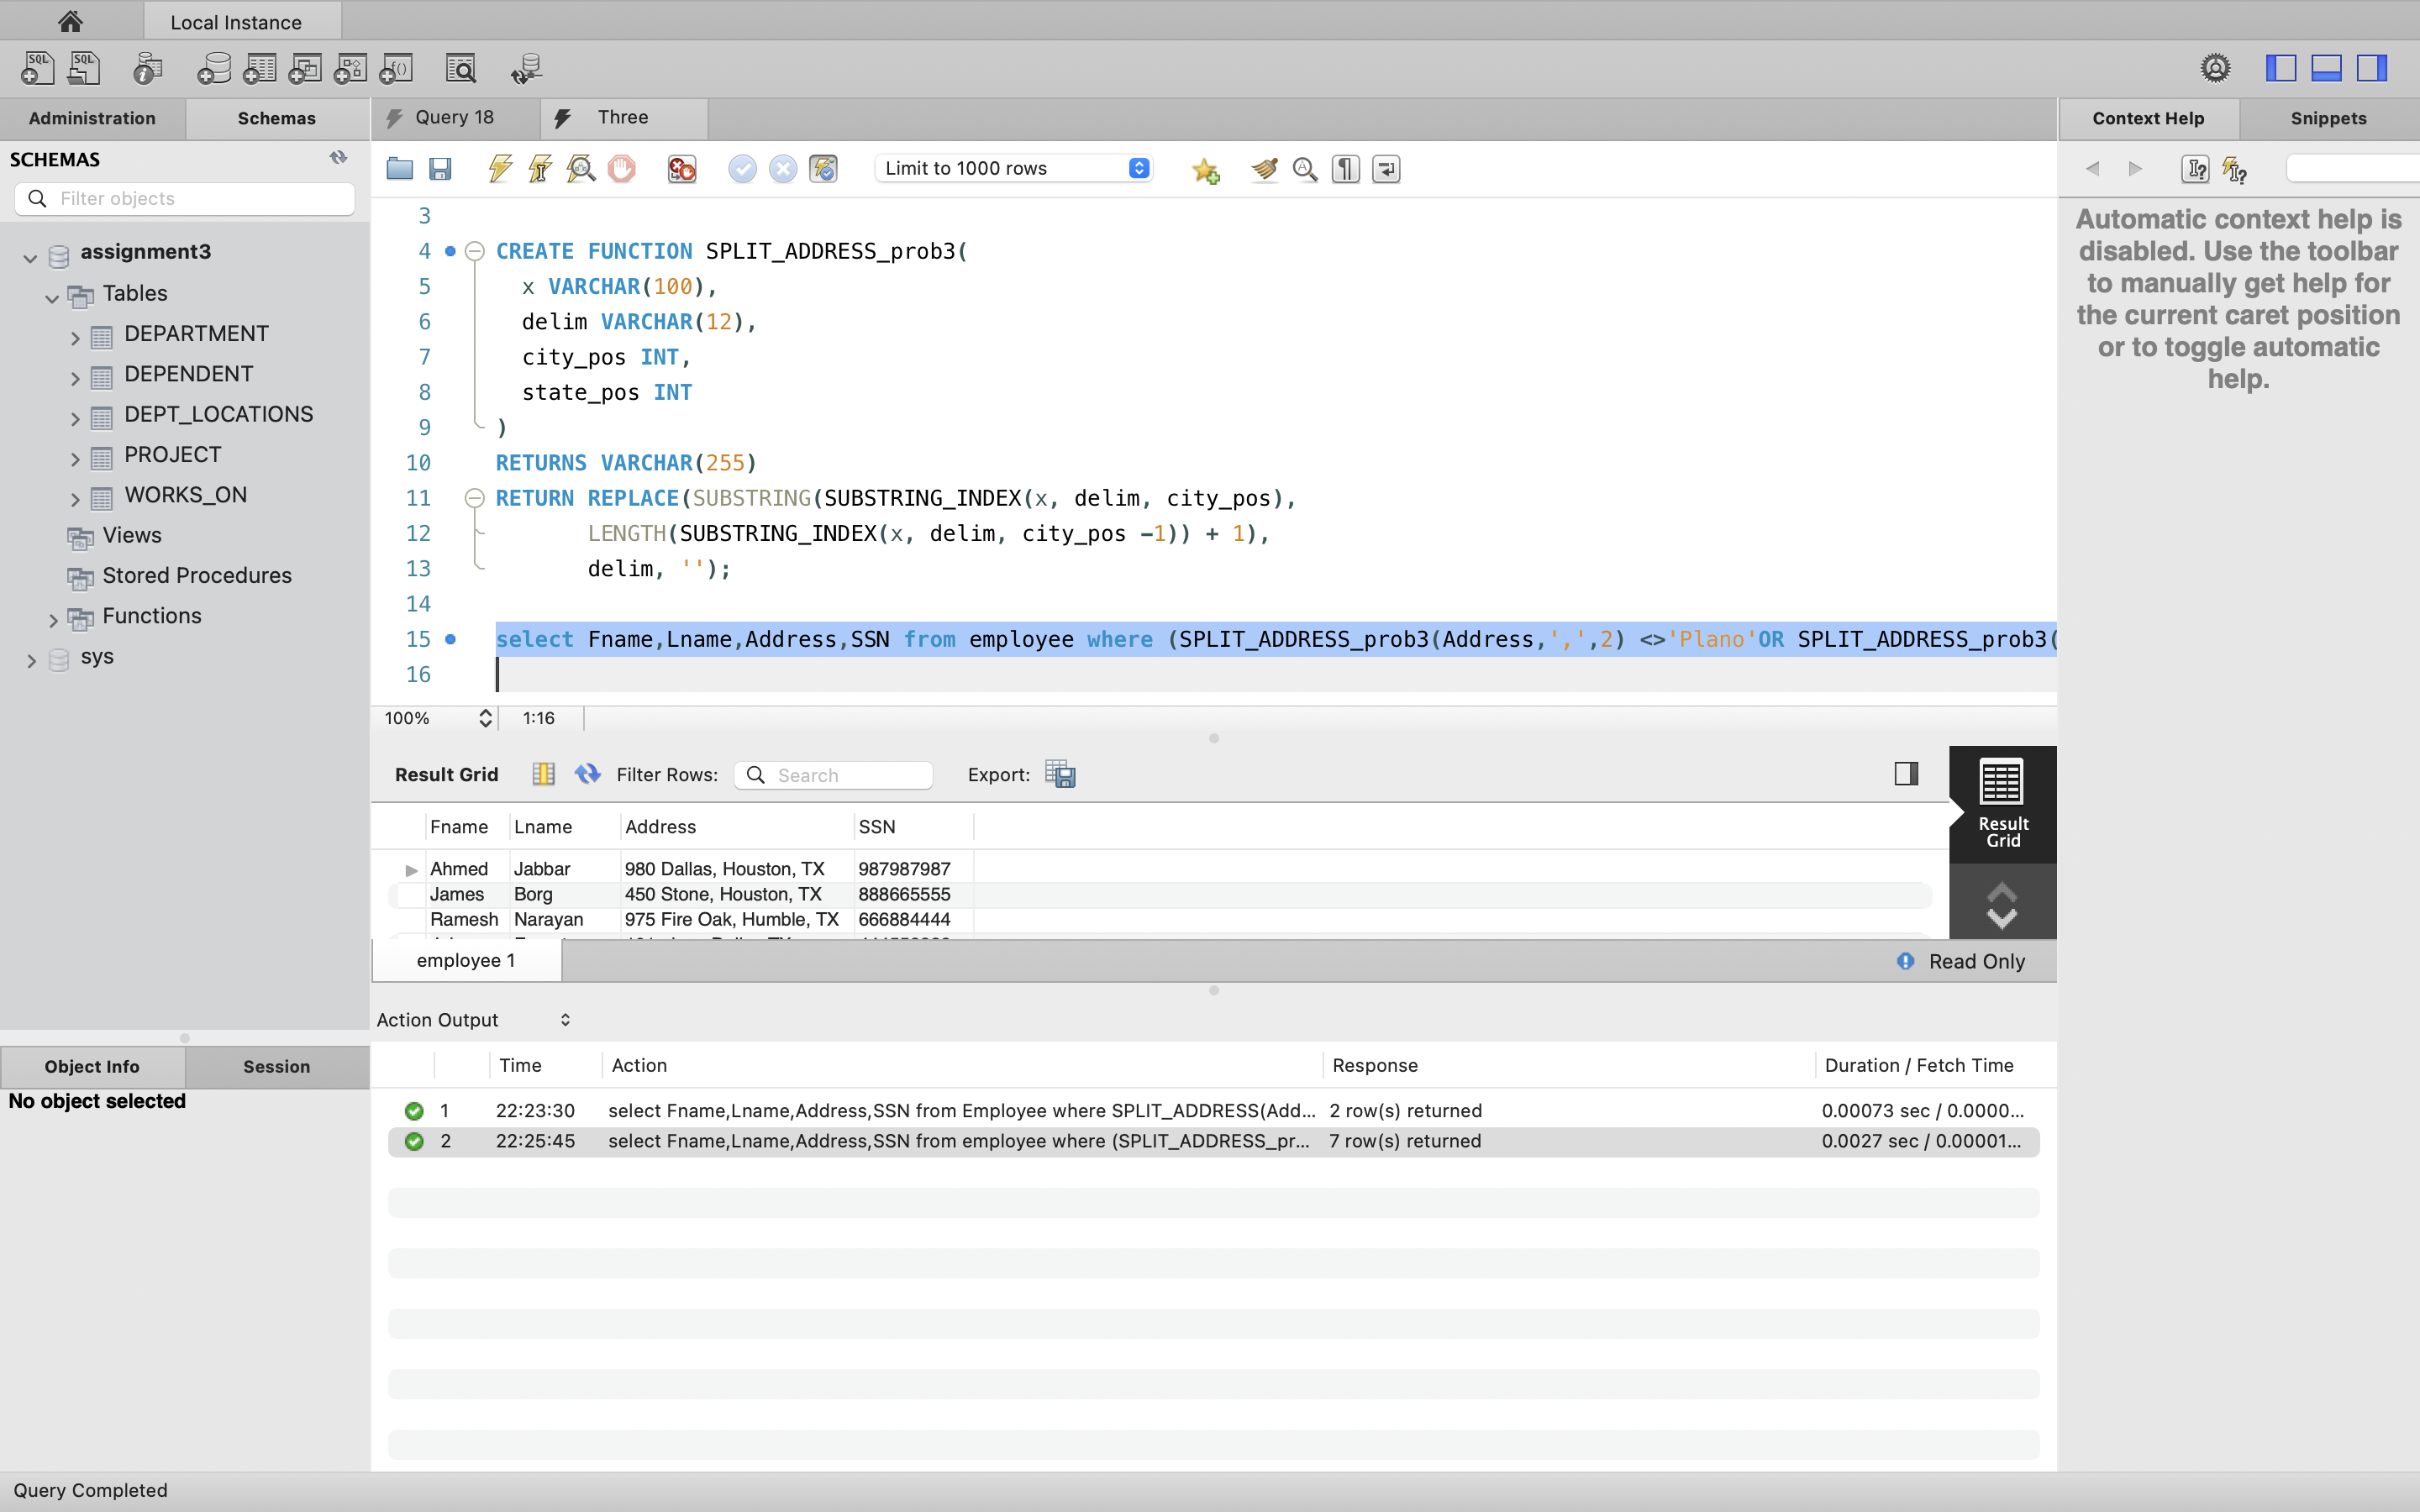 Local Instance
Administration
Schemas
Query 18
Three
Context Help
Snippets
SCHEMAS
Filter objects
Limit to 1000 rows
assignment3
Tables
DEPARTMENT
DEPENDENT
DEPT_LOCATIONS
PROJECT
WORKS_ON
Views
Stored Procedures
Functions
sys
3
4 CREATE FUNCTION SPLIT_ADDRESS_prob3(
5 x VARCHAR(100),
6 delim VARCHAR(12),
7 city_pos INT,
8 state_pos INT
9 )
10 RETURNS VARCHAR(255)
11 RETURN REPLACE(SUBSTRING(SUBSTRING_INDEX(x, delim, city_pos),
12 LENGTH(SUBSTRING_INDEX(x, delim, city_pos -1)) + 1),
13 delim, '');
14
15 select Fname,Lname,Address,SSN from employee where (SPLIT_ADDRESS_prob3(Address,',',2) <>'Plano'OR SPLIT_ADDRESS_prob3(
16
Automatic context help is
disabled. Use the toolbar
to manually get help for
the current caret position
or to toggle automatic
help.
100%
1:16
Result Grid
Filter Rows:
Search
Export:
Result
Grid
Fname Lname Address SSN
Ahmed Jabbar 980 Dallas, Houston, TX 987987987
James Borg 450 Stone, Houston, TX 888665555
Ramesh Narayan 975 Fire Oak, Humble, TX 666884444
employee 1
Read Only
Action Output
Time Action Response Duration / Fetch Time
1 22:23:30 select Fname,Lname,Address,SSN from Employee where SPLIT_ADDRESS(Add... 2 row(s) returned 0.00073 sec / 0.0000...
2 22:25:45 select Fname,Lname,Address,SSN from employee where (SPLIT_ADDRESS_pr... 7 row(s) returned 0.0027 sec / 0.00001...
Object Info
Session
No object selected
Query Completed